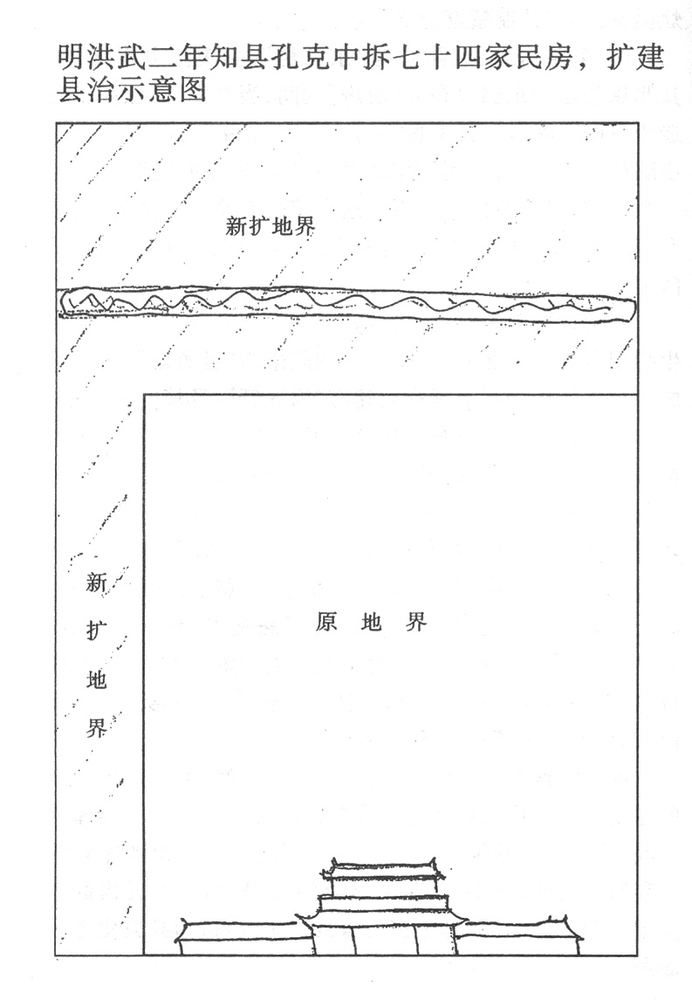 明洪武二年知县孔克中拆七十四家民房，扩建
县治示意图
新扩地界
新扩地界
原地界